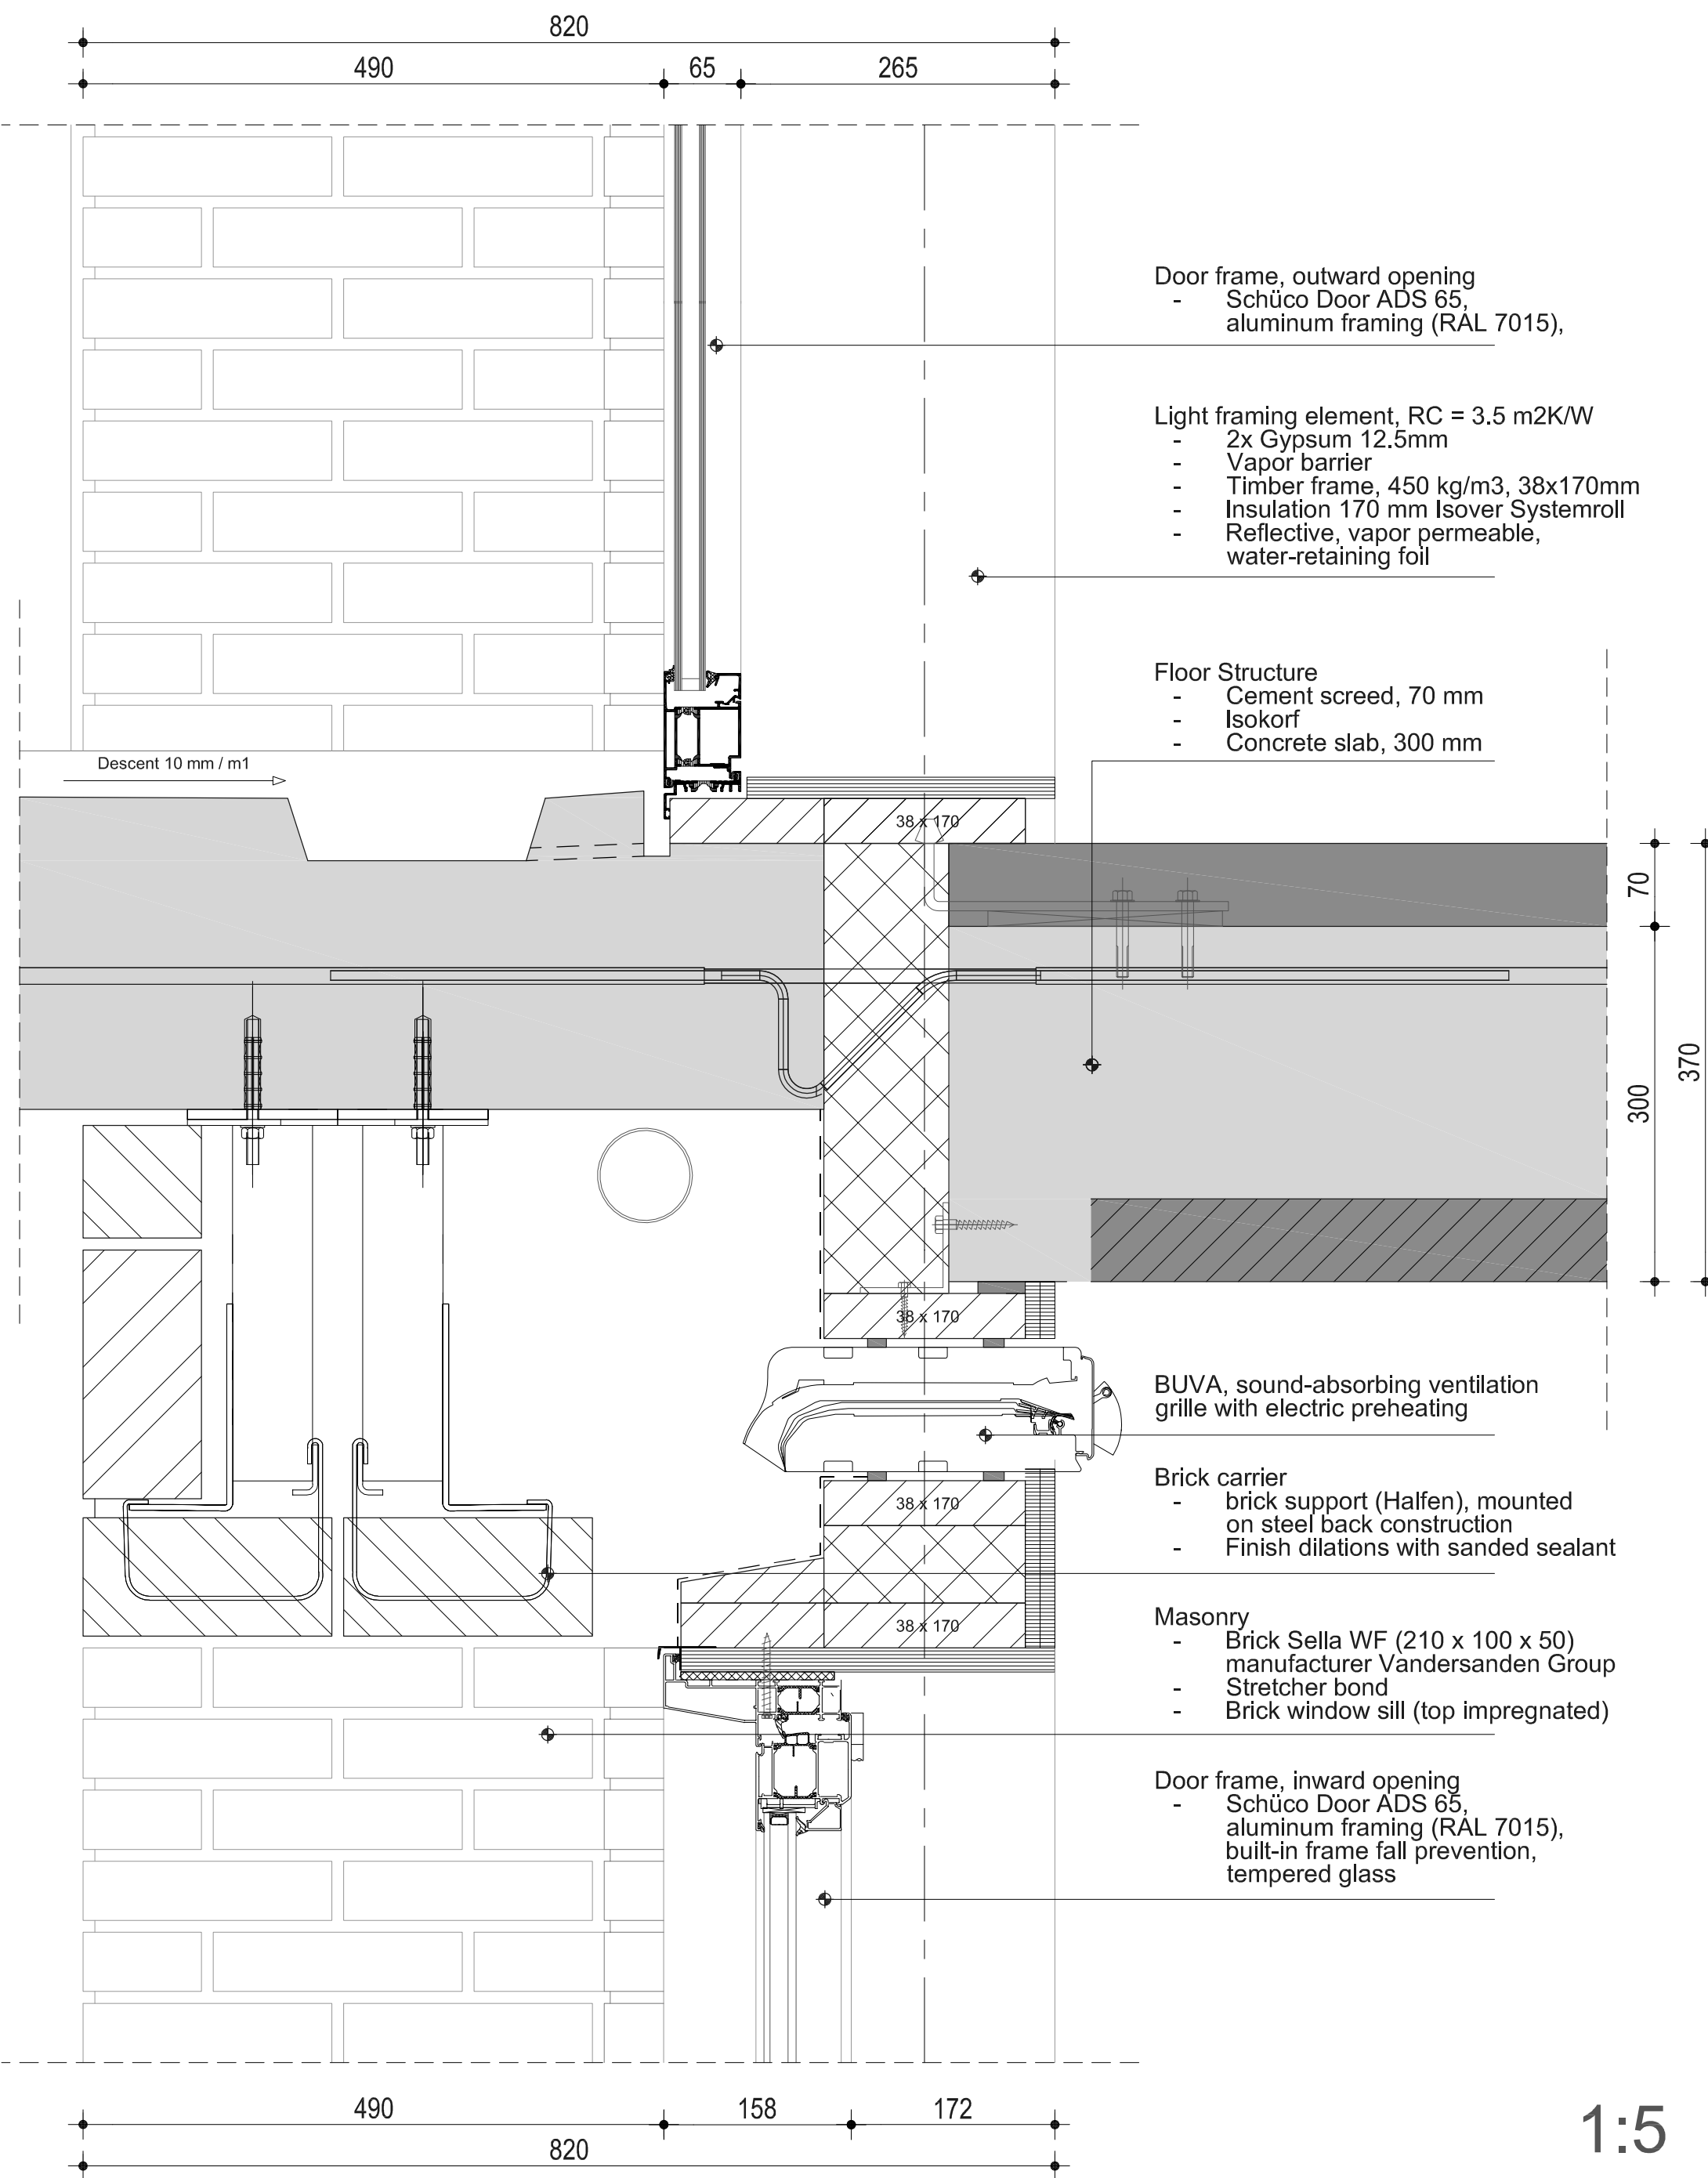 820
490
65
265
Door frame, outward opening
- Schüco Door ADS 65,
aluminum framing (RAL 7015),
Light framing element, RC = 3.5 m2K/W
- 2x Gypsum 12.5mm
- Vapor barrier
- Timber frame, 450 kg/m3, 38x170mm
- Insulation 170 mm Isover Systemroll
- Reflective, vapor permeable,
water-retaining foil
Floor Structure
- Cement screed, 70 mm
- Isokorf
- Concrete slab, 300 mm
Descent 10 mm / m1
38 x 170
70
300
370
38 x 170
BUVA, sound-absorbing ventilation
grille with electric preheating
Brick carrier
- brick support (Halfen), mounted
on steel back construction
- Finish dilations with sanded sealant
38 x 170
Masonry
- Brick Sella WF (210 x 100 x 50)
manufacturer Vandersanden Group
- Stretcher bond
- Brick window sill (top impregnated)
38 x 170
Door frame, inward opening
- Schüco Door ADS 65,
aluminum framing (RAL 7015),
built-in frame fall prevention,
tempered glass
490
158
172
820
1:5